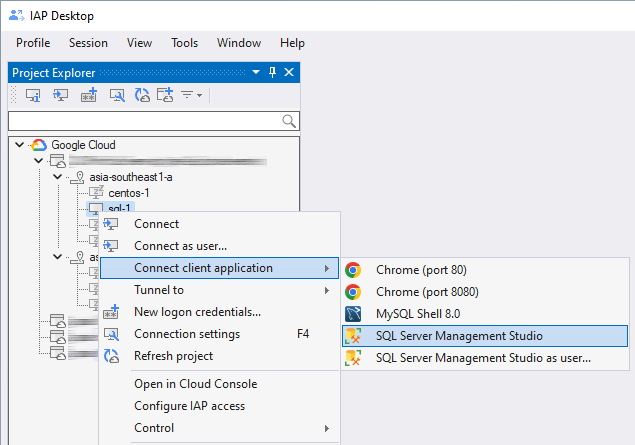 IAP Desktop
Profile Session View Tools Window Help
Project Explorer
Google Cloud
asia-southeast1-a
centos-1
sql-1
Connect
Connect as user...
Connect client application
Tunnel to
New logon credentials...
Connection settings F4
Refresh project
Open in Cloud Console
Configure IAP access
Control
Chrome (port 80)
Chrome (port 8080)
MySQL Shell 8.0
SQL Server Management Studio
SQL Server Management Studio as user...